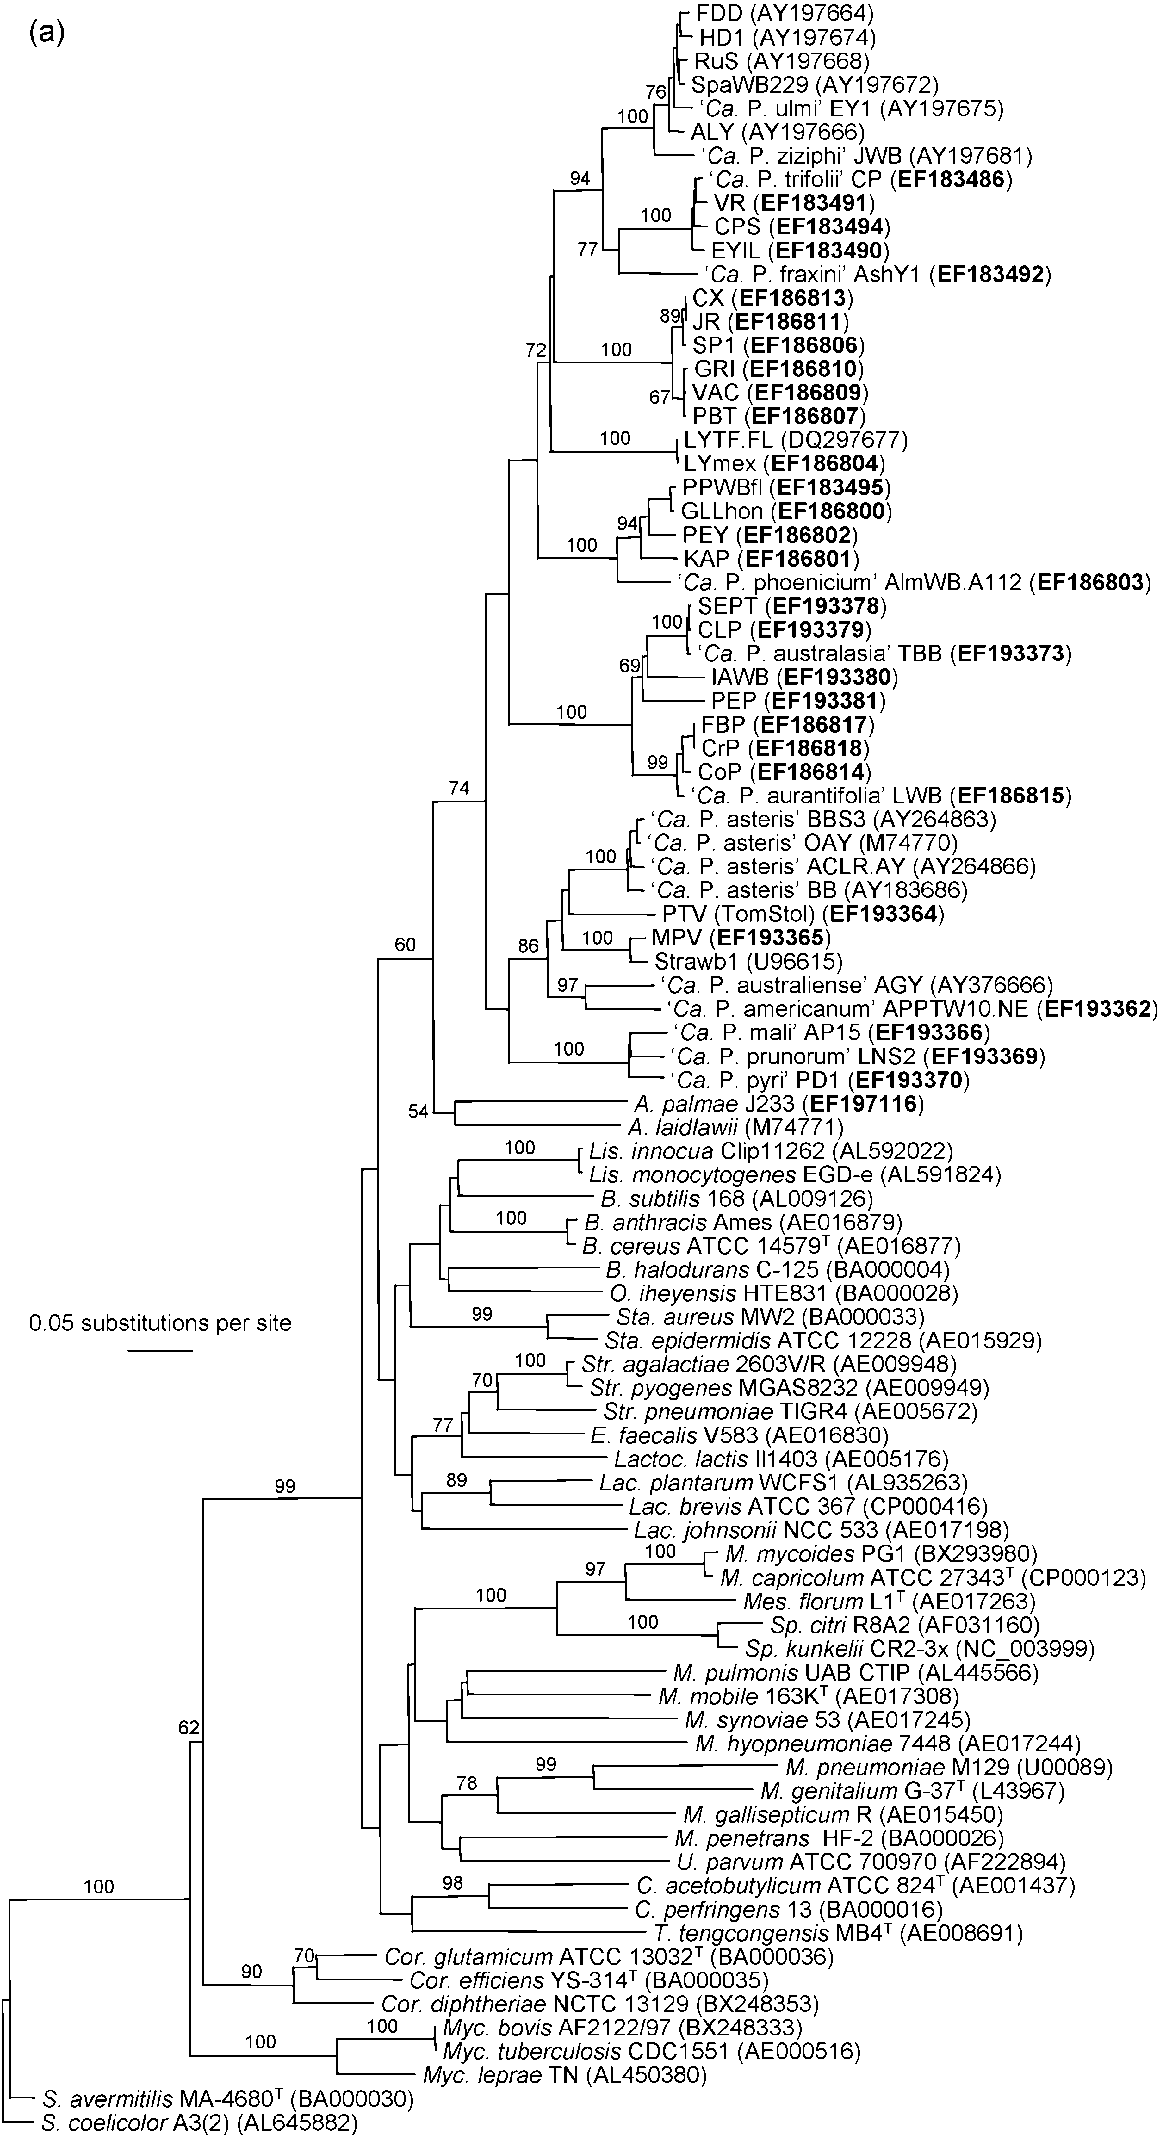 (a)
FDD (AY197664)
HD1 (AY197674)
RuS (AY197668)
SpaWB229 (AY197672)
76
'Ca. P. ulmi' EY1 (AY197675)
100
ALY (AY197666)
'Ca. P. ziziphi' JWB (AY197681)
94
'Ca. P. trifolii' CP (EF183486)
VR (EF183491)
100
CPS (EF183494)
77
EYIL (EF183490)
'Ca. P. fraxini' AshY1 (EF183492)
CX (EF186813)
89
JR (EF186811)
SP1 (EF186806)
72
100
GRI (EF186810)
VAC (EF186809)
67
PBT (EF186807)
100
LYTF.FL (DQ297677)
LYmex (EF186804)
PPWBfl (EF183495)
GLLhon (EF186800)
94
PEY (EF186802)
100
KAP (EF186801)
'Ca. P. phoenicium' AlmWB.A112 (EF186803)
SEPT (EF193378)
100
CLP (EF193379)
'Ca. P. australasia' TBB (EF193373)
69
IAWB (EF193380)
PEP (EF193381)
100
FBP (EF186817)
CrP (EF186818)
99
CoP (EF186814)
74
'Ca. P. aurantifolia' LWB (EF186815)
'Ca. P. asteris' BBS3 (AY264863)
'Ca. P. asteris' OAY (M74770)
100
'Ca. P. asteris' ACLR.AY (AY264866)
'Ca. P. asteris' BB (AY183686)
PTV (TomStol) (EF193364)
60
86
100
MPV (EF193365)
Strawb1 (U96615)
97
'Ca. P. australiense' AGY (AY376666)
'Ca. P. americanum' APPTW10.NE (EF193362)
'Ca. P. mali' AP15 (EF193366)
100
'Ca. P. prunorum' LNS2 (EF193369)
'Ca. P. pyri' PD1 (EF193370)
54
A. palmae J233 (EF197116)
A. laidlawii (M74771)
100
Lis. innocua Clip11262 (AL592022)
Lis. monocytogenes EGD-e (AL591824)
B. subtilis 168 (AL009126)
100
B. anthracis Ames (AE016879)
B. cereus ATCC 14579T (AE016877)
B. halodurans C-125 (BA000004)
O. iheyensis HTE831 (BA000028)
0.05 substitutions per site
99
Sta. aureus MW2 (BA000033)
Sta. epidermidis ATCC 12228 (AE015929)
100
Str. agalactiae 2603V/R (AE009948)
70
Str. pyogenes MGAS8232 (AE009949)
Str. pneumoniae TIGR4 (AE005672)
77
E. faecalis V583 (AE016830)
Lactoc. lactis Il1403 (AE005176)
99
89
Lac. plantarum WCFS1 (AL935263)
Lac. brevis ATCC 367 (CP000416)
Lac. johnsonii NCC 533 (AE017198)
100
M. mycoides PG1 (BX293980)
97
M. capricolum ATCC 27343T (CP000123)
100
Mes. florum L1T (AE017263)
100
Sp. citri R8A2 (AF031160)
Sp. kunkelii CR2-3x (NC_003999)
M. pulmonis UAB CTIP (AL445566)
M. mobile 163KT (AE017308)
62
M. synoviae 53 (AE017245)
M. hyopneumoniae 7448 (AE017244)
99
M. pneumoniae M129 (U00089)
78
M. genitalium G-37T (L43967)
M. gallisepticum R (AE015450)
M. penetrans HF-2 (BA000026)
U. parvum ATCC 700970 (AF222894)
100
98
C. acetobutylicum ATCC 824T (AE001437)
C. perfringens 13 (BA000016)
T. tengcongensis MB4T (AE008691)
70
Cor. glutamicum ATCC 13032T (BA000036)
90
Cor. efficiens YS-314T (BA000035)
Cor. diphtheriae NCTC 13129 (BX248353)
100
100
Myc. bovis AF2122/97 (BX248333)
Myc. tuberculosis CDC1551 (AE000516)
Myc. leprae TN (AL450380)
S. avermitilis MA-4680T (BA000030)
S. coelicolor A3(2) (AL645882)